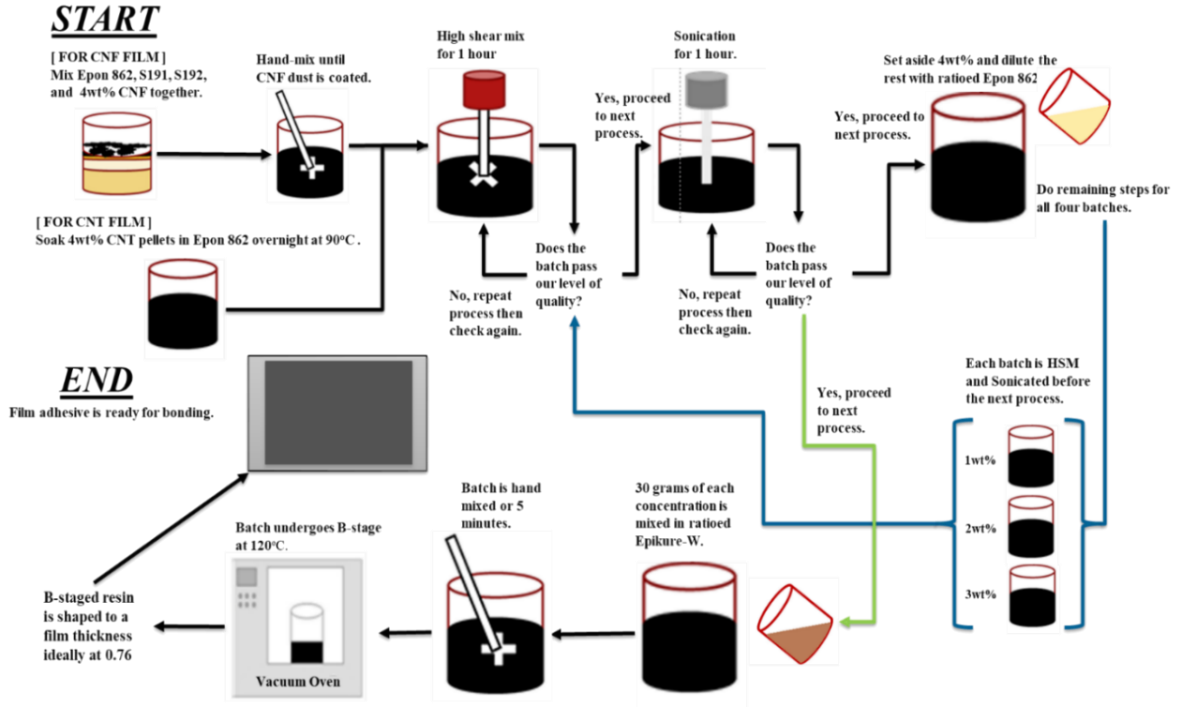 START
[ FOR CNF FILM ]
Mix Epon 862, S191, S192,
and 4wt% CNF together.
Hand-mix until
CNF dust is coated.
High shear mix
for 1 hour
Sonication
for 1 hour.
Set aside 4wt% and dilute the
rest with ratioed Epon 862
Yes, proceed
to next
process.
Yes, proceed to
next process.
[ FOR CNT FILM ]
Soak 4wt% CNT pellets in Epon 862 overnight at 90°C .
Do remaining steps for
all four batches.
Does the
batch pass
our level of
quality?
No, repeat
process then
check again.
Does the
batch pass
our level of
quality?
No, repeat
process then
check again.
END
Film adhesive is ready for bonding.
Yes, proceed
to next
process.
Each batch is HSM
and Sonicated before
the next process.
1wt%
2wt%
3wt%
30 grams of each
concentration is
mixed in ratioed
Epikure-W.
Batch is hand
mixed or 5
minutes.
Batch undergoes B-stage
at 120°C.
Vacuum Oven
B-staged resin
is shaped to a
film thickness
ideally at 0.76